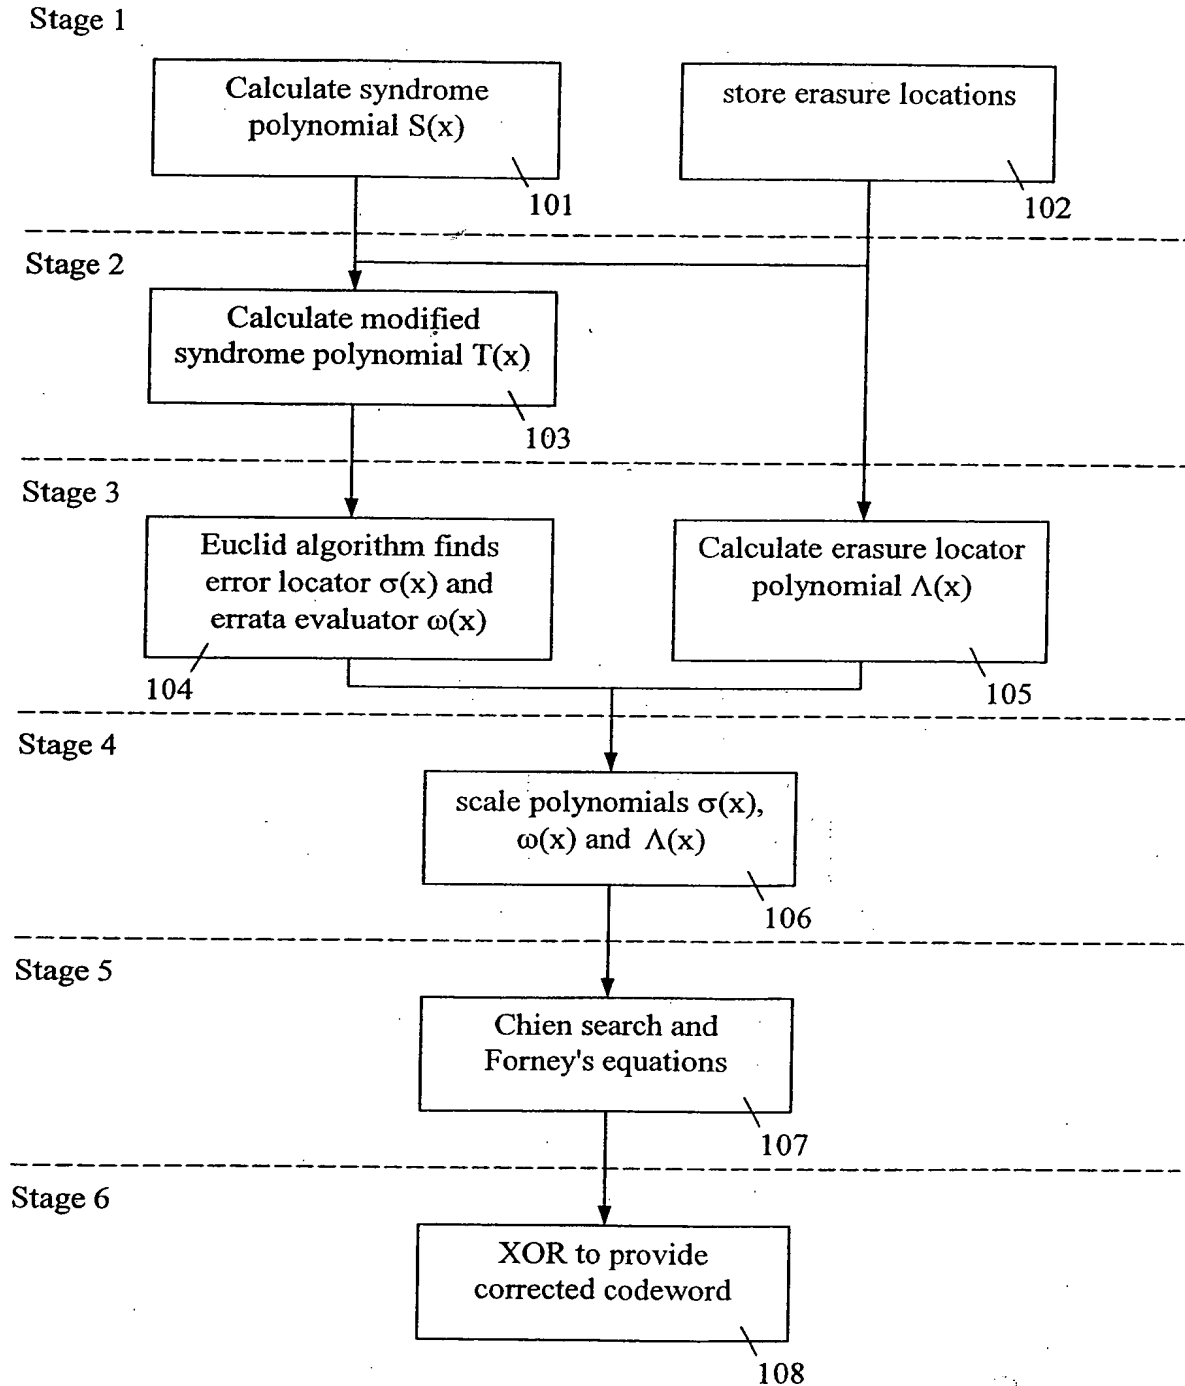 Stage 1
Calculate syndrome
polynomial S(x)
101
store erasure locations
102
Stage 2
Calculate modified
syndrome polynomial T(x)
103
Stage 3
Euclid algorithm finds
error locator σ(x) and
errata evaluator ω(x)
104
Calculate erasure locator
polynomial Λ(x)
105
Stage 4
scale polynomials σ(x),
ω(x) and Λ(x)
106
Stage 5
Chien search and
Forney's equations
107
Stage 6
XOR to provide
corrected codeword
108